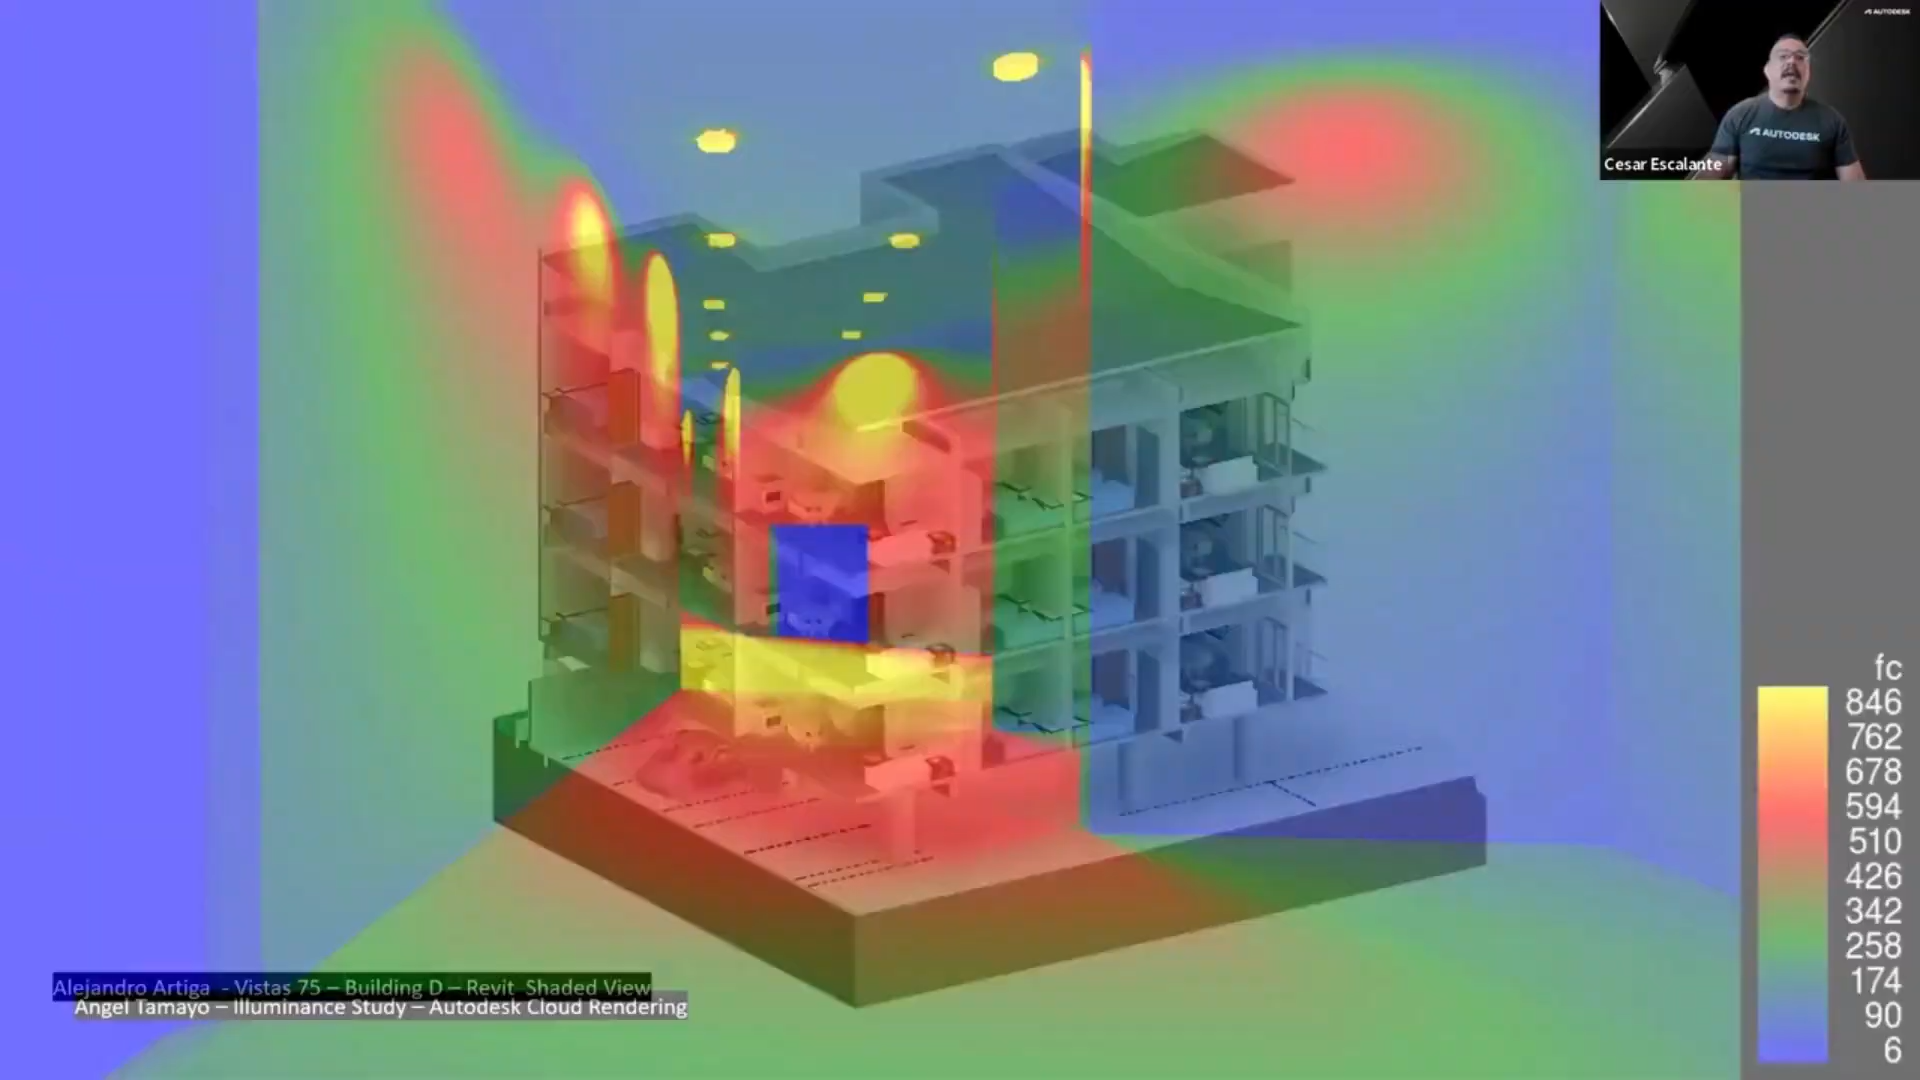 AUTODESK
AUTODESK
Cesar Escalante
fc
846
762
678
594
510
426
342
258
174
90
6
Alejandro Artiga - Vistas 75 – Building D – Revit Shaded View
Angel Tamayo – Illuminance Study – Autodesk Cloud Rendering